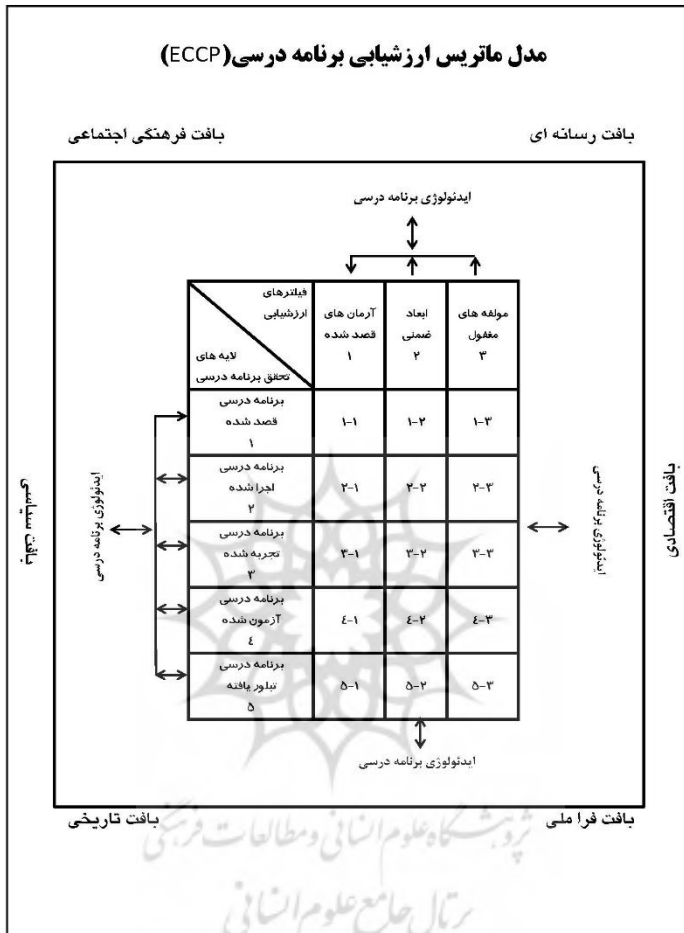 مدل ماتریس ارزشیابی برنامه درسی(ECCP)
بافت رسانه ای
بافت فرهنگی اجتماعی
ایدئولوژی برنامه درسی
فیلترهای
ارزشیابی
لایه های
تحقق برنامه درسی
آرمان های
قصد شده
۱
ابعاد
ضمنی
۲
مولفه های
مغفول
۳
برنامه درسی
قصد شده
۱
۱-۱
۱-۲
۱-۳
برنامه درسی
اجرا شده
۲
۲-۱
۲-۲
۲-۳
برنامه درسی
تجربه شده
۳
۳-۱
۳-۲
۳-۳
برنامه درسی
آزمون شده
٤
٤-۱
٤-۲
٤-۳
برنامه درسی
تبلور یافته
۵
۵-۱
۵-۲
۵-۳
ایدئولوژی برنامه درسی
بافت سیاسی
ایدئولوژی برنامه درسی
بافت اقتصادی
ایدئولوژی برنامه درسی
بافت فرا ملی
بافت تاریخی
پژوهشگاه علوم انسانی و مطالعات فرهنگی
پرتال جامع علوم انسانی